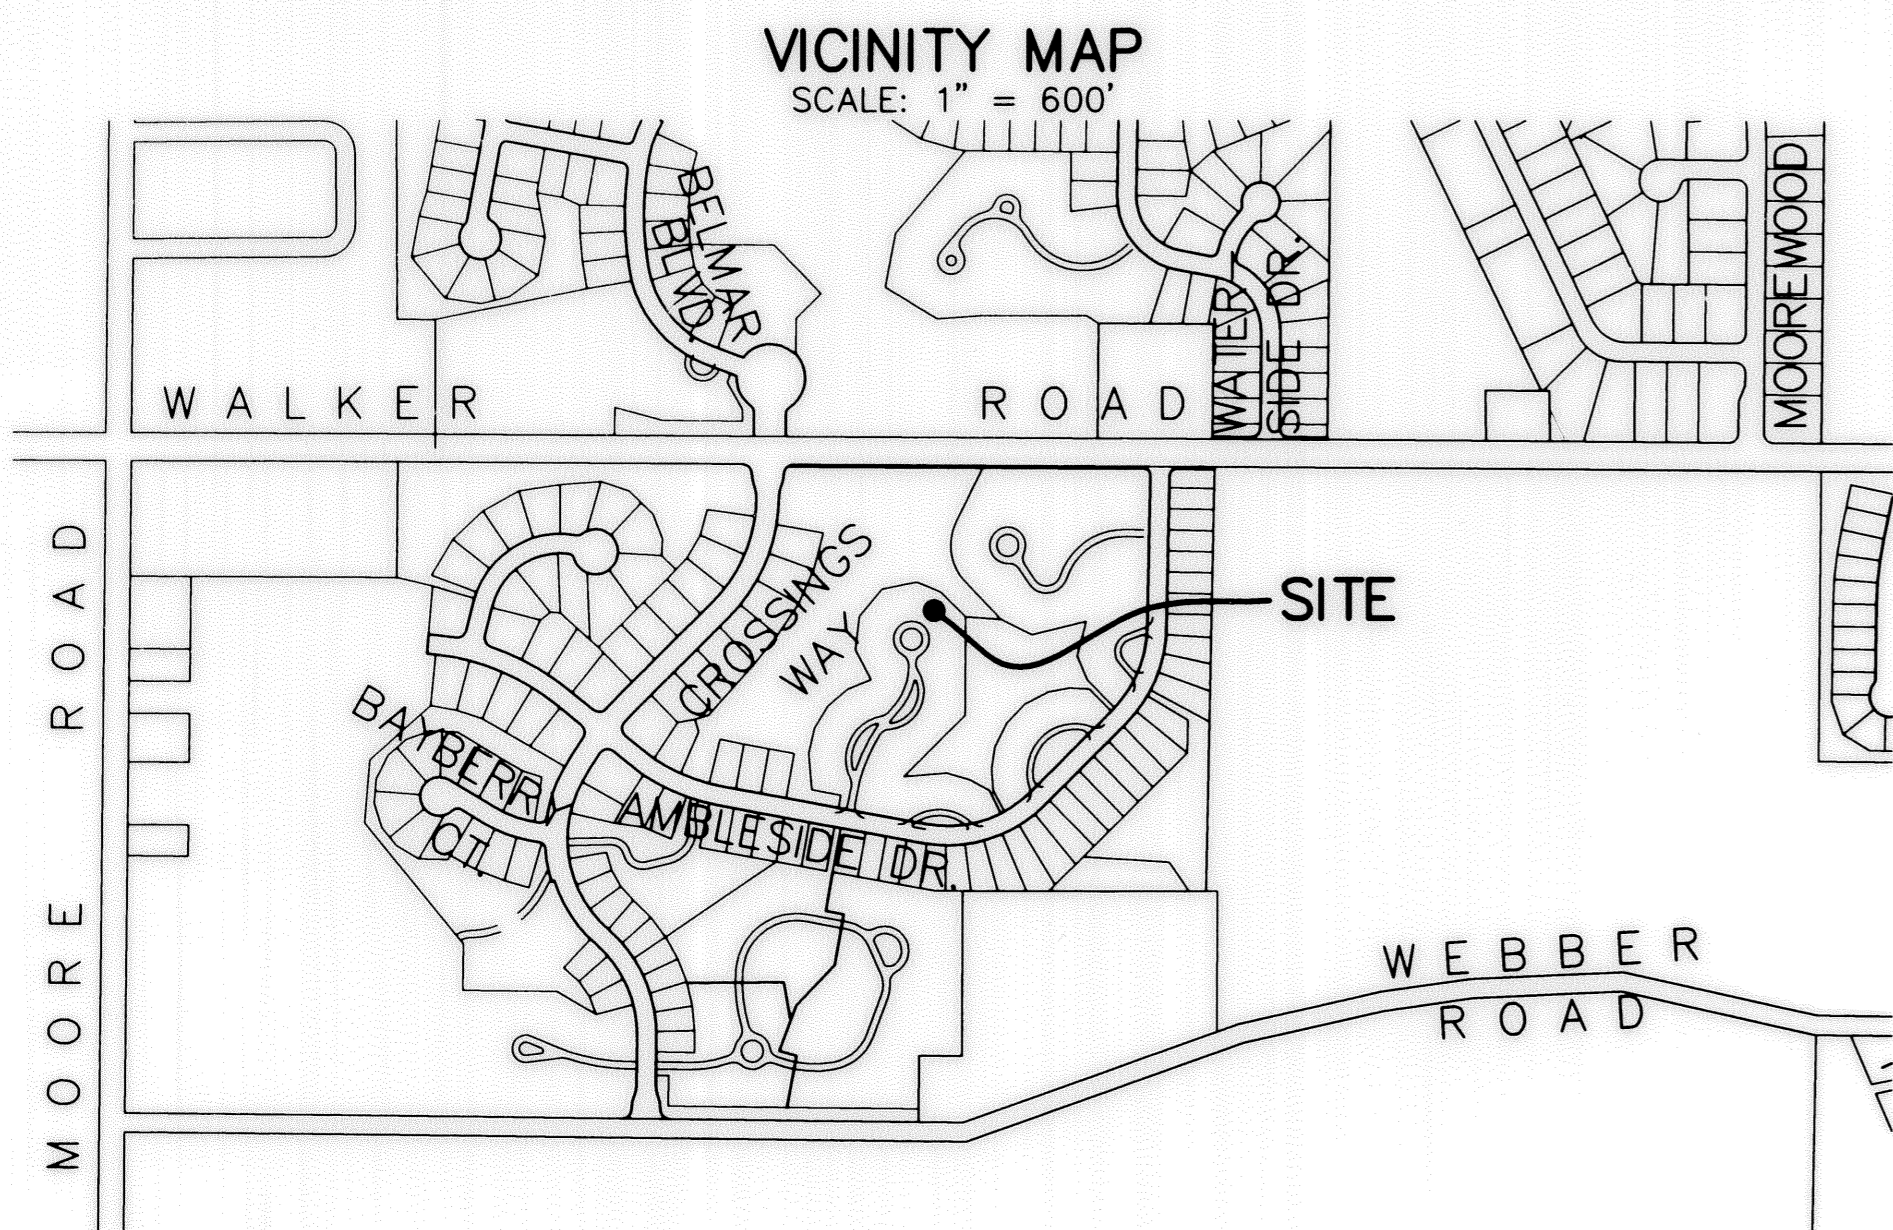 VICINITY MAP
SCALE: 1" = 600'
BELMAR
BLVD
WATER
SIDE DR.
MOOREWOOD
WALKER ROAD
CROSSINGS
WAY
SITE
BAYBERRY
CT.
AMBLESIDE DR.
MOORE ROAD
WEBBER
ROAD